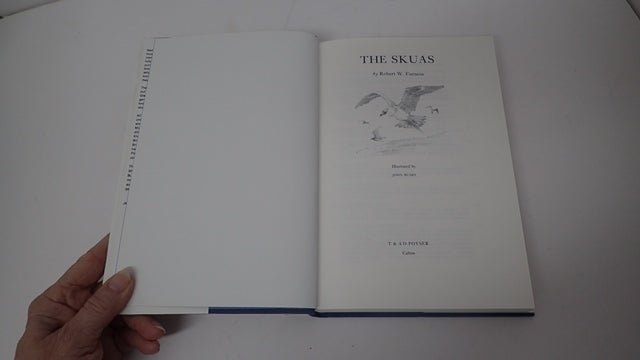 THE SKUAS
by Robert W. Furness
Illustrated by
JOHN BUSBY
T & A D POYSER
Calton